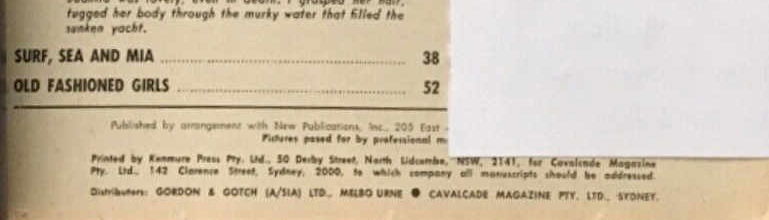 tugged her body through the murky water that filled the
sunken yacht.
SURF, SEA AND MIA 38
OLD FASHIONED GIRLS 52
Published by arrangement with New Publications, Inc., 205 East
Pictures posed for by professional m
Printed by Kenmure Press Pty. Ltd., 50 Derby Street, North Lidcombe, NSW, 2141, for Cavalcade Magazine
Pty. Ltd., 142 Clarence Street, Sydney, 2000, to which company all manuscripts should be addressed.
Distributors: GORDON & GOTCH (A/SIA) LTD., MELBO URNE ● CAVALCADE MAGAZINE PTY. LTD., SYDNEY.